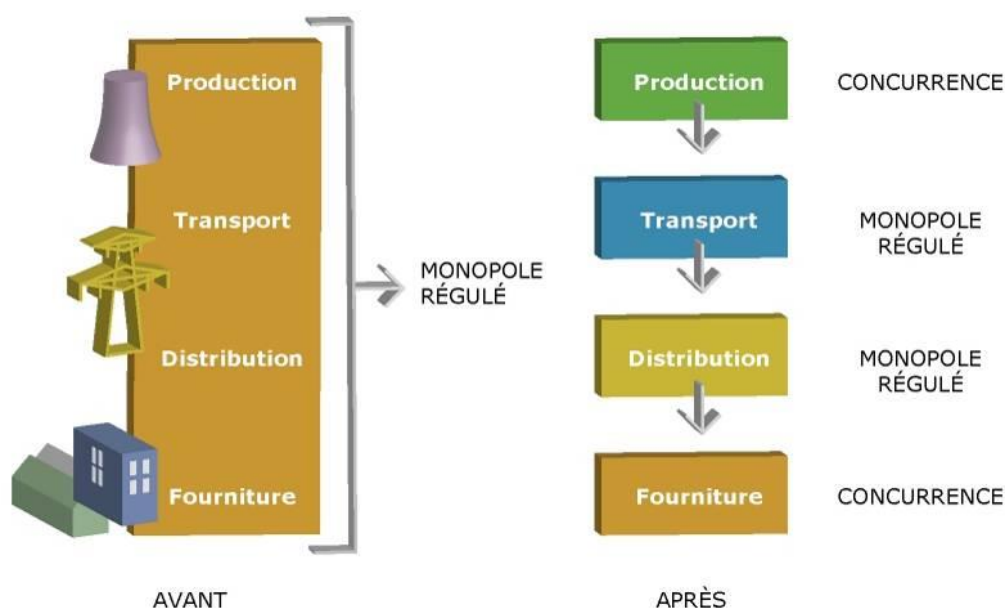 Production
Transport
Distribution
Fourniture
MONOPOLE
RÉGULÉ
AVANT
Production
CONCURRENCE
Transport
MONOPOLE
RÉGULÉ
Distribution
MONOPOLE
RÉGULÉ
Fourniture
CONCURRENCE
APRÈS